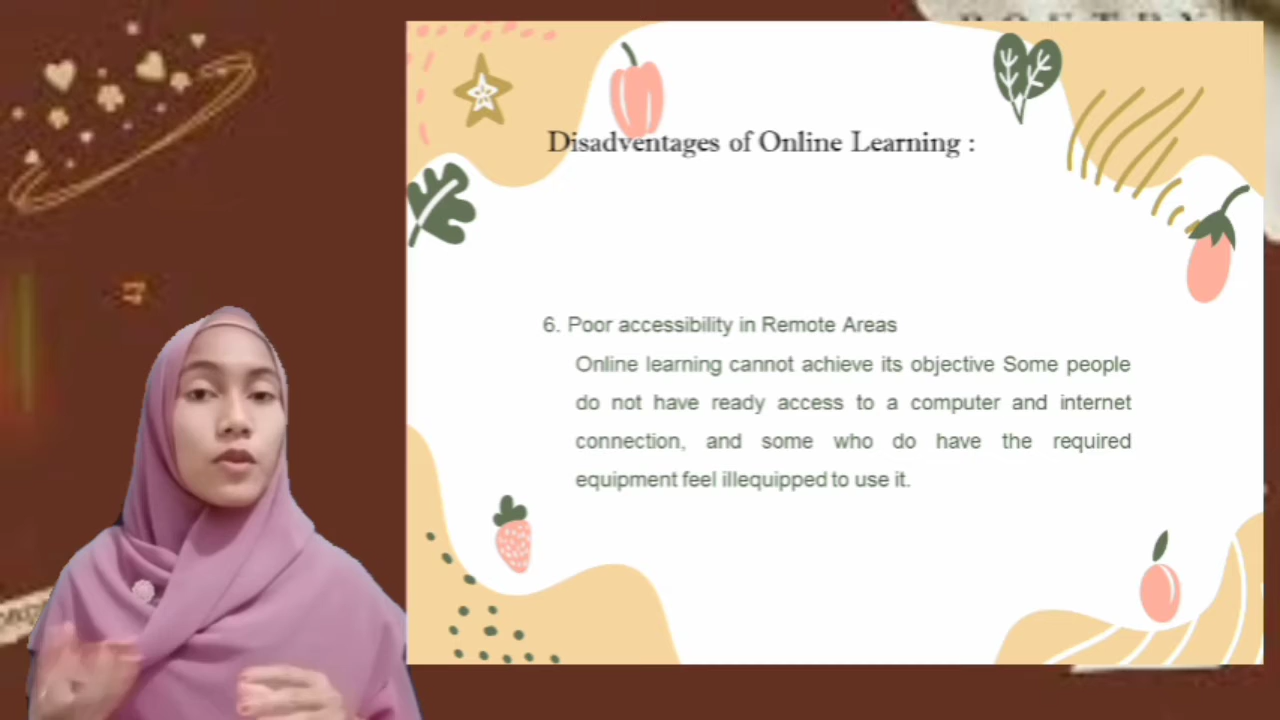 POETRY
Disadventages of Online Learning :
6. Poor accessibility in Remote Areas
Online learning cannot achieve its objective Some people
do not have ready access to a computer and internet
connection, and some who do have the required
equipment feel illequipped to use it.